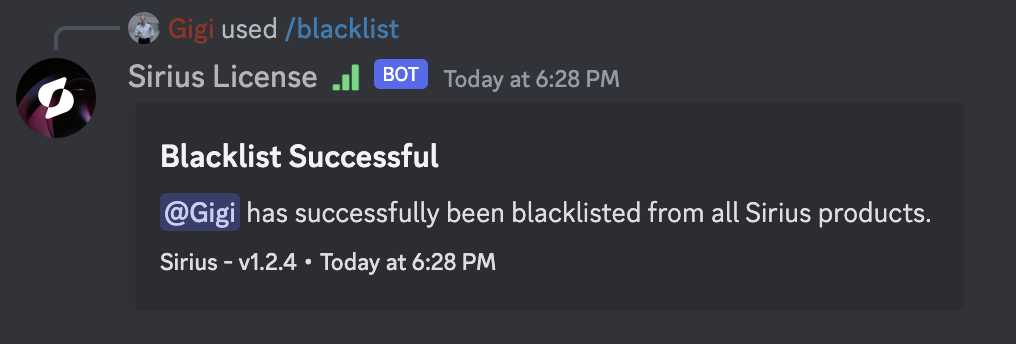 Gigi used /blacklist
Sirius License BOT Today at 6:28 PM
Blacklist Successful
@Gigi has successfully been blacklisted from all Sirius products.
Sirius - v1.2.4 • Today at 6:28 PM